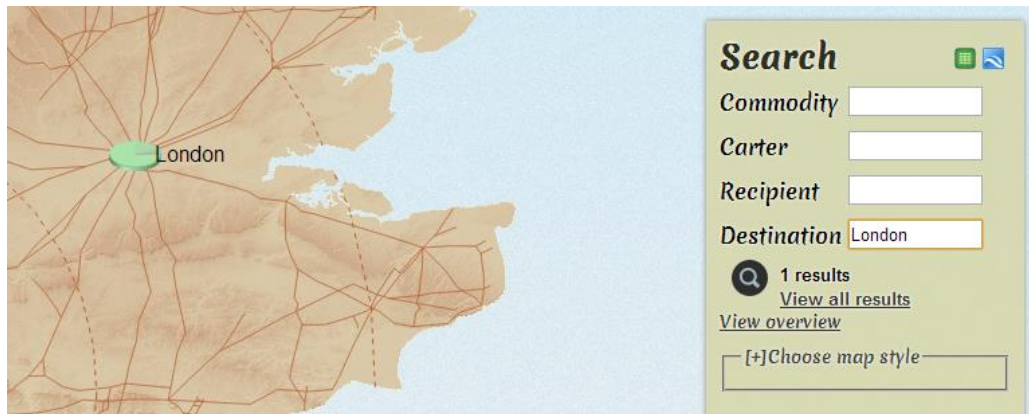 London
Search
Commodity
Carter
Recipient
Destination London
1 results
View all results
View overview
[+]Choose map style